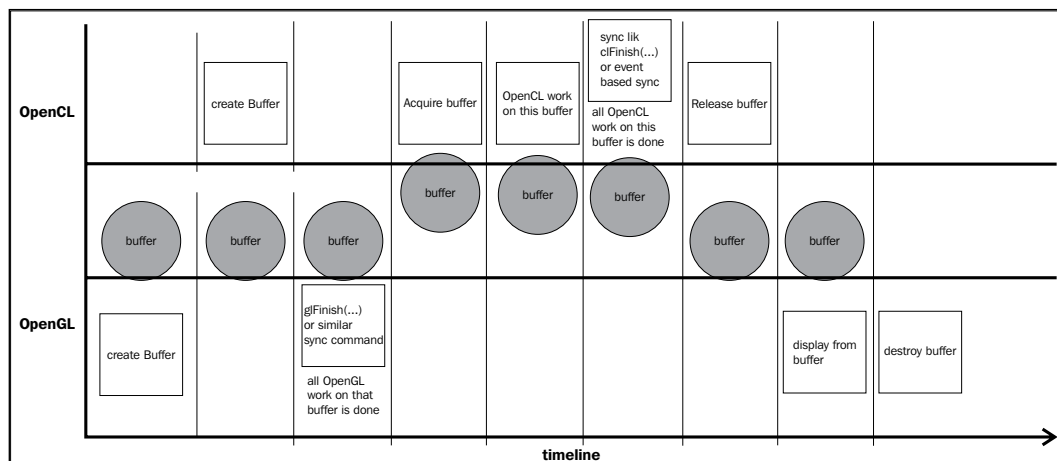 OpenCL
create Buffer
Acquire buffer
OpenCL work
on this buffer
sync lik
clFinish(...)
or event
based sync
all OpenCL
work on this
buffer is done
Release buffer
buffer
buffer
buffer
buffer
buffer
buffer
buffer
buffer
OpenGL
create Buffer
glFinish(...)
or similar
sync command
all OpenGL
work on that
buffer is done
display from
buffer
destroy buffer
timeline